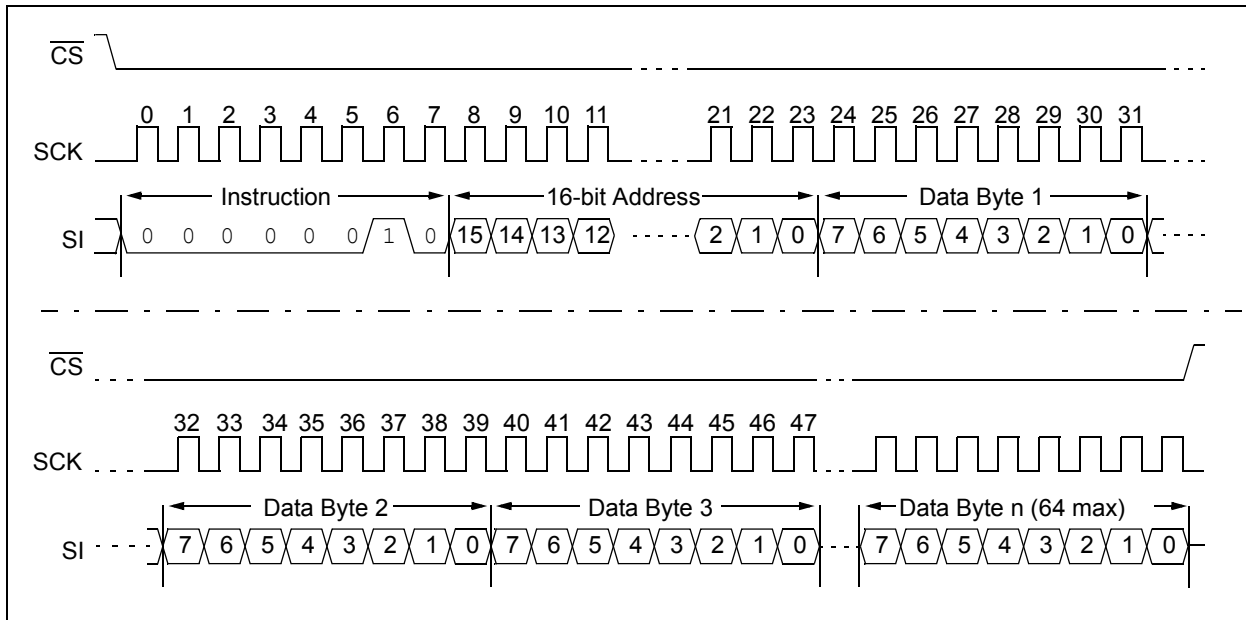 CS
0 1 2 3 4 5 6 7 8 9 10 11 21 22 23 24 25 26 27 28 29 30 31
SCK
Instruction 16-bit Address Data Byte 1
SI 0 0 0 0 0 0 1 0 15 14 13 12 2 1 0 7 6 5 4 3 2 1 0
CS
32 33 34 35 36 37 38 39 40 41 42 43 44 45 46 47
SCK
Data Byte 2 Data Byte 3 Data Byte n (64 max)
SI 7 6 5 4 3 2 1 0 7 6 5 4 3 2 1 0 7 6 5 4 3 2 1 0